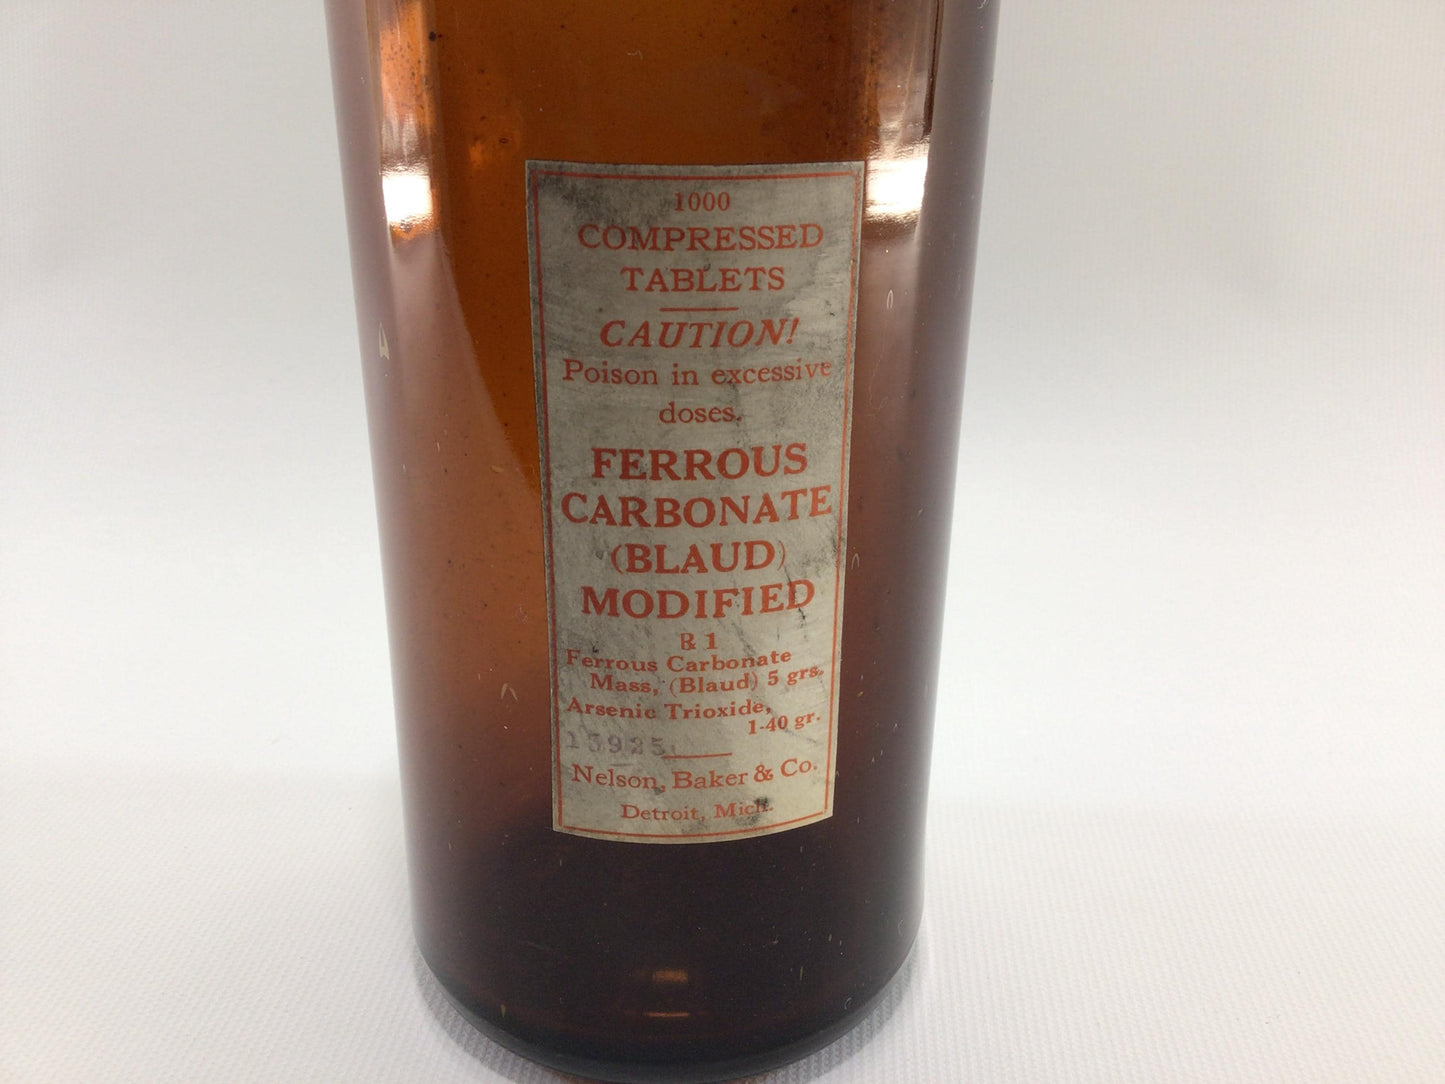 1000
COMPRESSED
TABLETS
CAUTION!
Poison in excessive
doses.
FERROUS
CARBONATE
(BLAUD)
MODIFIED
℞ 1
Ferrous Carbonate
Mass, (Blaud) 5 grs.
Arsenic Trioxide,
1-40 gr.
15925
Nelson, Baker & Co.
Detroit, Mich.